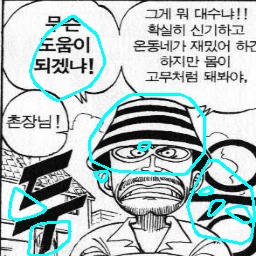 무슨
도움이
되겠나!
그게 뭐 대수냐!!
확실히 신기하고
온동네가 재밌어 하긴
하지만 몸이
고무처럼 돼봐야,
촌장님!